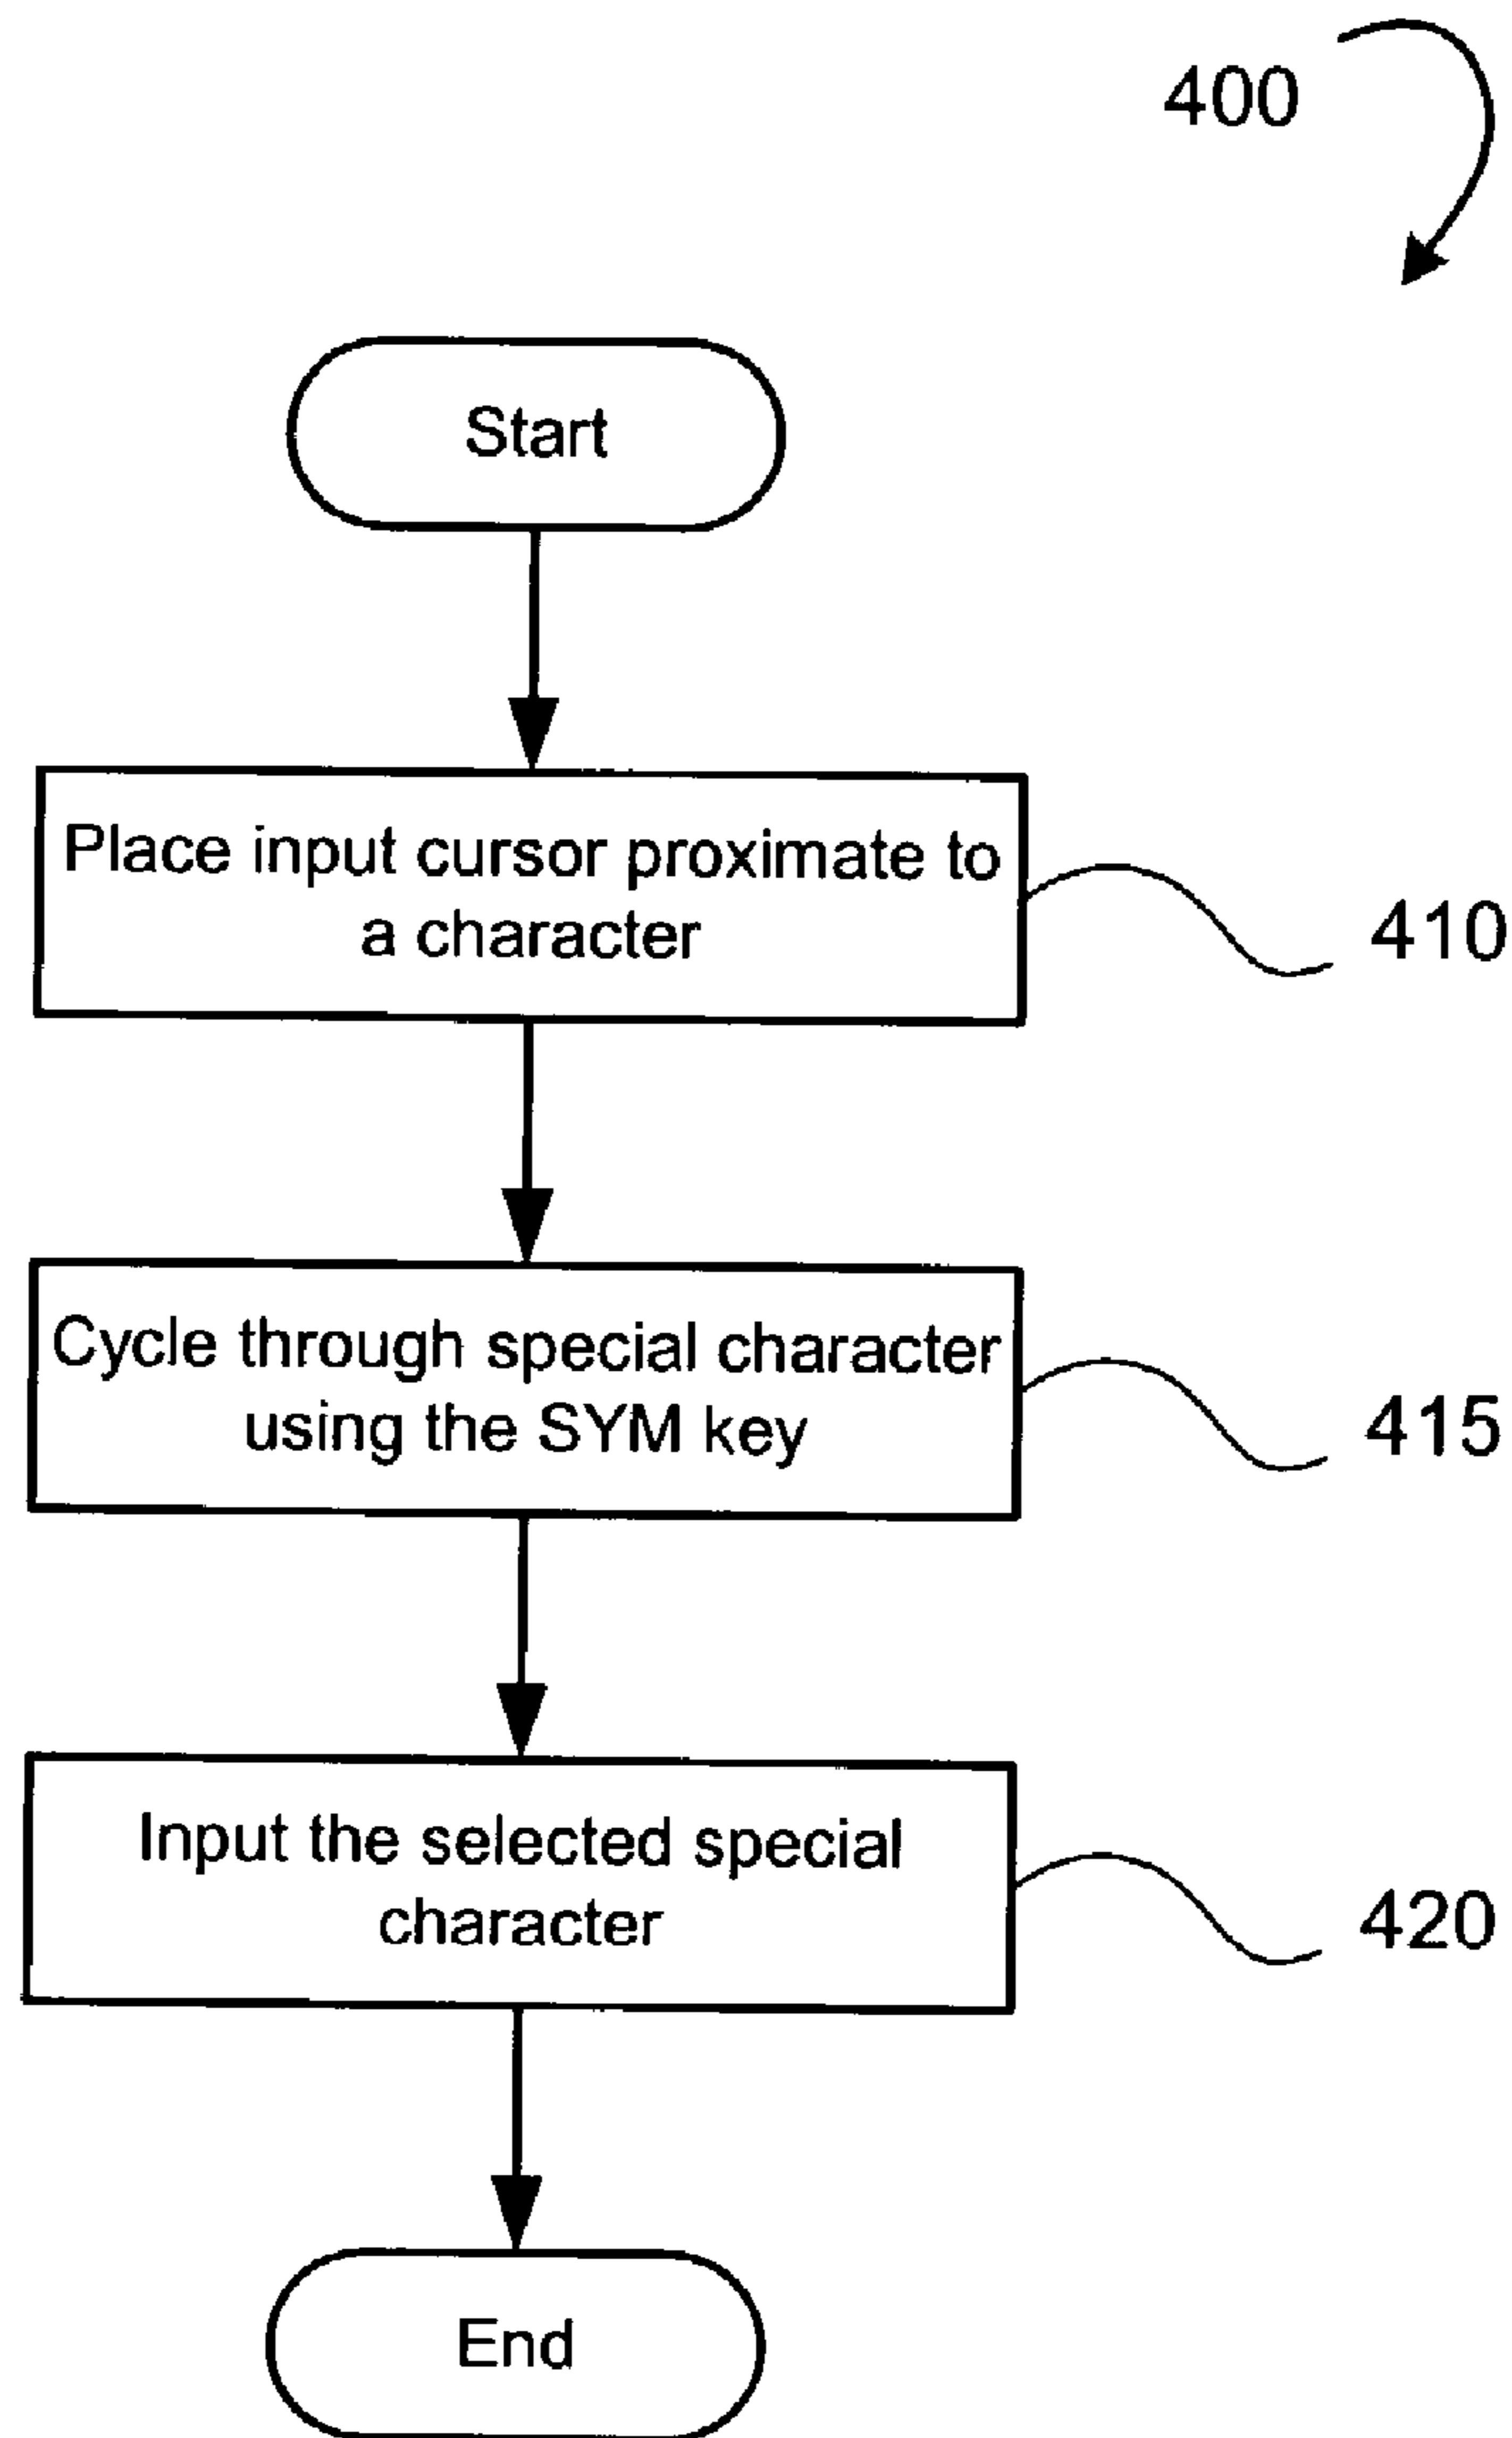 400
Start
Place input cursor proximate to
a character
410
Cycle through special character
using the SYM key
415
Input the selected special
character
420
End